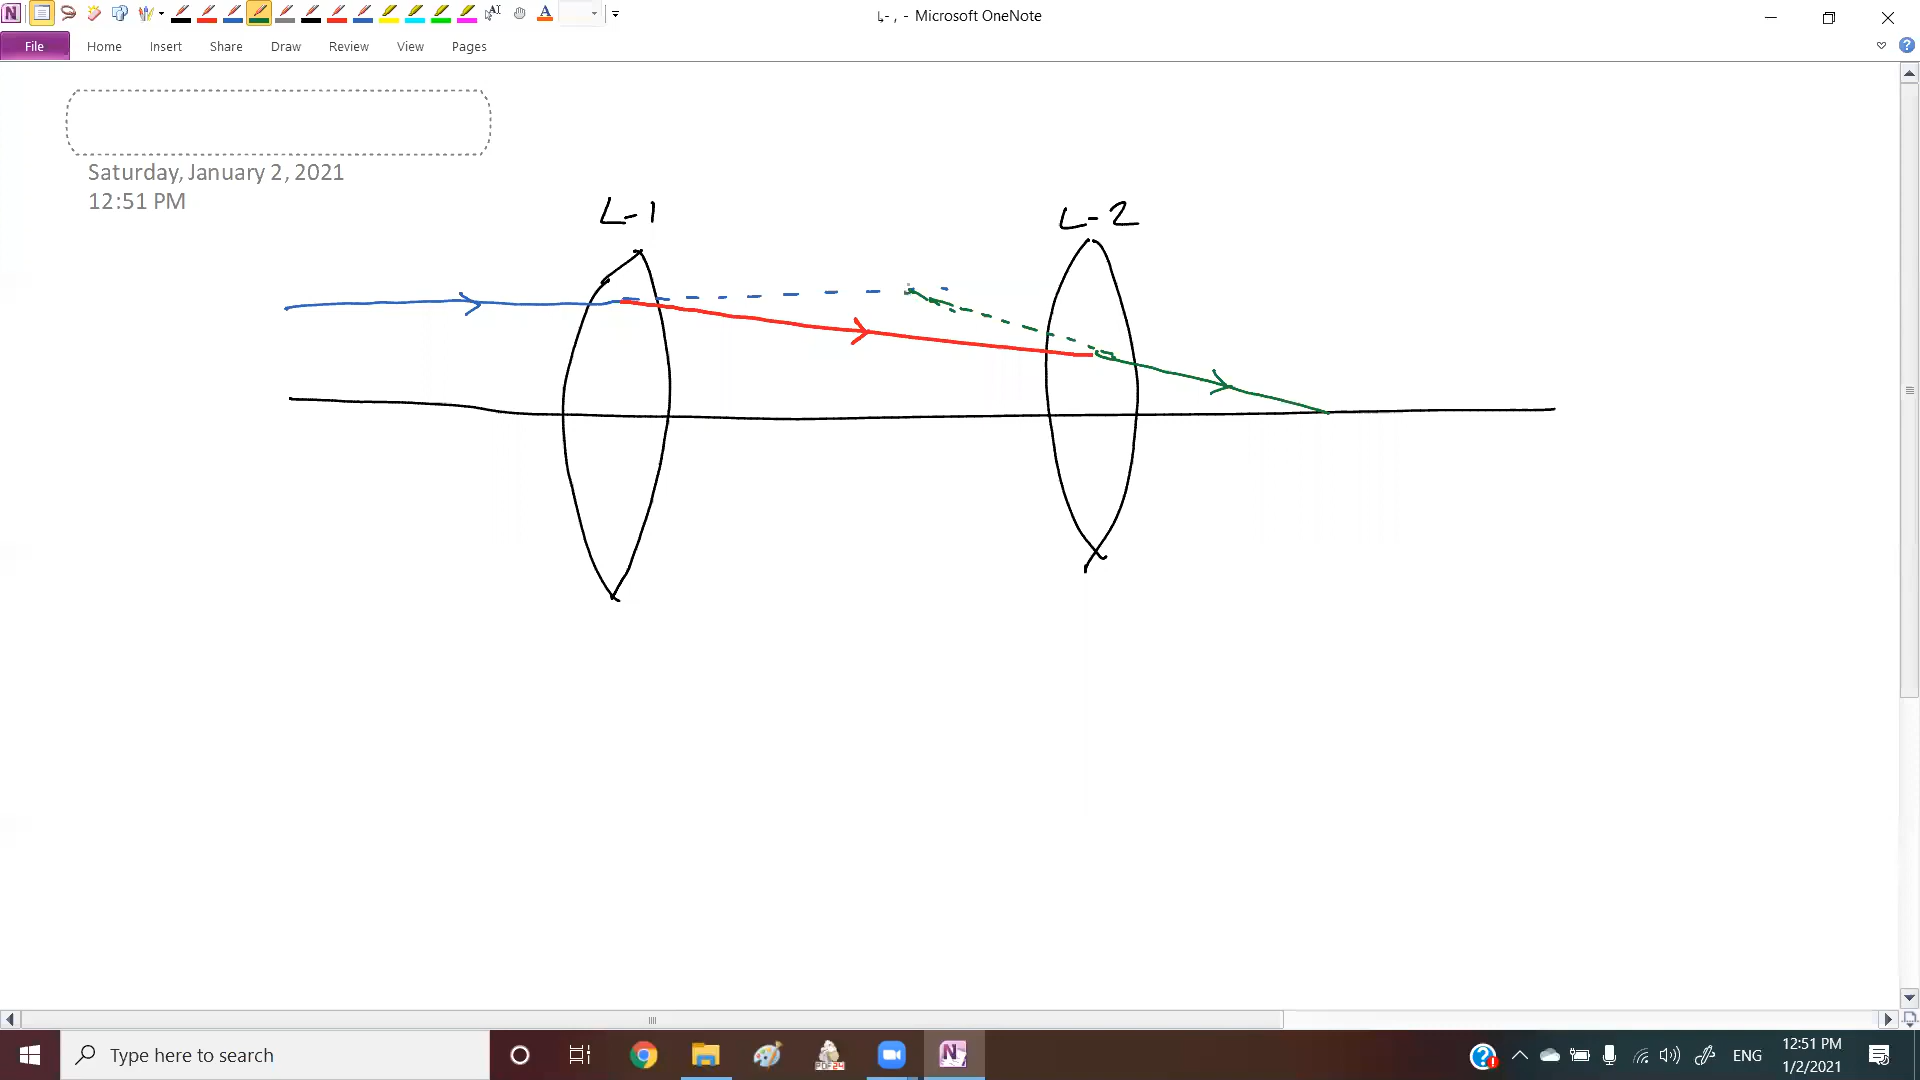 ⅃- , - Microsoft OneNote
File Home Insert Share Draw Review View Pages
Saturday, January 2, 2021
12:51 PM
L-1
L-2
Type here to search
PDF24
ENG
12:51 PM
1/2/2021